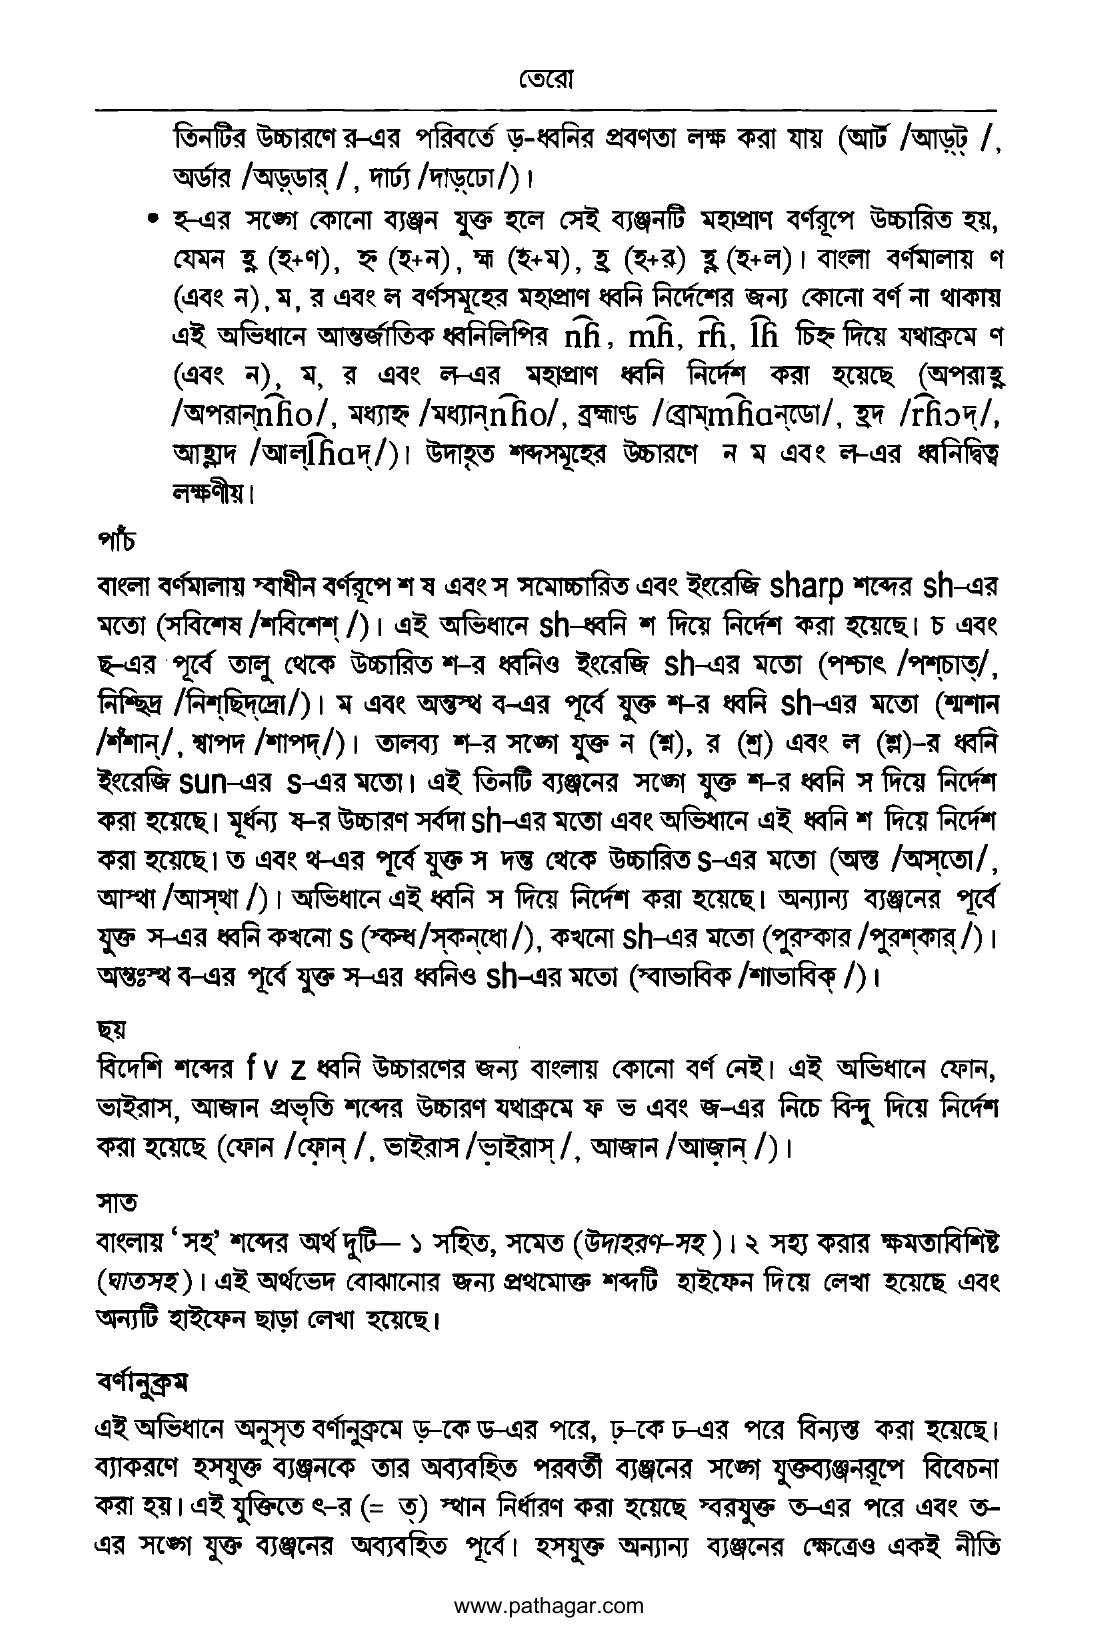 তেরো
তিনটির উচ্চারণে র–এর পরিবর্তে ড়-ধ্বনির প্রবণতা লক্ষ করা যায় (আর্ট /আড়্‌ট্ /,
অর্ডার /অড়্‌ডার্ /, দার্ঢ্য /দাড়্‌ঢো/)।
• হ–এর সঙ্গে কোনো ব্যঞ্জন যুক্ত হলে সেই ব্যঞ্জনটি মহাপ্রাণ বর্ণরূপে উচ্চারিত হয়,
যেমন হ্ণ (হ+ণ), হ্ন (হ+ন), হ্ম (হ+ম), হ্র (হ+র) হ্ল (হ+ল)। বাংলা বর্ণমালায় ণ
(এবং ন), ম, র এবং ল বর্ণসমূহের মহাপ্রাণ ধ্বনি নির্দেশের জন্য কোনো বর্ণ না থাকায়
এই অভিধানে আন্তর্জাতিক ধ্বনিলিপির n͡ɦ, m͡ɦ, r͡ɦ, l͡ɦ চিহ্ন দিয়ে যথাক্রমে ণ
(এবং ন), ম, র এবং ল–এর মহাপ্রাণ ধ্বনি নির্দেশ করা হয়েছে (অপরাহ্ণ
/অপরান্‌n͡ɦo/, মধ্যাহ্ন /মধ্যান্‌n͡ɦo/, ব্রহ্মাণ্ড /ব্রোম্‌m͡ɦɑন্‌ডো/, হ্রদ /r͡ɦɔদ্/,
আহ্লাদ /আল্‌l͡ɦɑদ্/)। উদাহৃত শব্দসমূহের উচ্চারণে ন ম এবং ল–এর ধ্বনিদ্বিত্ব
লক্ষণীয়।
পাঁচ
বাংলা বর্ণমালায় স্বাধীন বর্ণরূপে শ ষ এবং স সমোচ্চারিত এবং ইংরেজি sharp শব্দের sh–এর
মতো (সবিশেষ /শবিশেশ্ /)। এই অভিধানে sh–ধ্বনি শ দিয়ে নির্দেশ করা হয়েছে। চ এবং
ছ–এর পূর্বে তালু থেকে উচ্চারিত শ–র ধ্বনিও ইংরেজি sh–এর মতো (পশ্চাৎ /পশ্‌চাত্/,
নিশ্ছিদ্র /নিশ্‌ছিদ্‌দ্রো/)। ম এবং অন্তস্থ ব–এর পূর্বে যুক্ত শ–র ধ্বনি sh–এর মতো (শ্মশান
/শঁশান্/, শ্বাপদ /শাপদ্/)। তালব্য শ–র সঙ্গে যুক্ত ন (শ্ন), র (শ্র) এবং ল (শ্ল)–র ধ্বনি
ইংরেজি sun–এর s–এর মতো। এই তিনটি ব্যঞ্জনের সঙ্গে যুক্ত শ–র ধ্বনি স দিয়ে নির্দেশ
করা হয়েছে। মূর্ধন্য ষ–র উচ্চারণ সর্বদা sh–এর মতো এবং অভিধানে এই ধ্বনি শ দিয়ে নির্দেশ
করা হয়েছে। ত এবং থ–এর পূর্বে যুক্ত স দন্ত থেকে উচ্চারিত s–এর মতো (অস্ত /অস্‌তো/,
আস্থা /আস্‌থা /)। অভিধানে এই ধ্বনি স দিয়ে নির্দেশ করা হয়েছে। অন্যান্য ব্যঞ্জনের পূর্বে
যুক্ত স–এর ধ্বনি কখনো s (স্কন্ধ/স্‌কন্‌ধো /), কখনো sh–এর মতো (পুরস্কার /পুরশ্‌কার্ /)।
অন্তঃস্থ ব–এর পূর্বে যুক্ত স–এর ধ্বনিও sh–এর মতো (স্বাভাবিক /শাভাবিক্ /)।
ছয়
বিদেশি শব্দের f v z ধ্বনি উচ্চারণের জন্য বাংলায় কোনো বর্ণ নেই। এই অভিধানে ফোন,
ভাইরাস, আজান প্রভৃতি শব্দের উচ্চারণ যথাক্রমে ফ ভ এবং জ–এর নিচে বিন্দু দিয়ে নির্দেশ
করা হয়েছে (ফোন /ফ়োন্ /, ভাইরাস /ভ়াইরাস্ /, আজান /আজ়ান্ /)।
সাত
বাংলায় ‘সহ’ শব্দের অর্থ দুটি— ১ সহিত, সমেত (উদাহরণ–সহ)। ২ সহ্য করার ক্ষমতাবিশিষ্ট
(ঘাতসহ)। এই অর্থভেদ বোঝানোর জন্য প্রথমোক্ত শব্দটি হাইফেন দিয়ে লেখা হয়েছে এবং
অন্যটি হাইফেন ছাড়া লেখা হয়েছে।
বর্ণানুক্রম
এই অভিধানে অনুসৃত বর্ণানুক্রমে ড়–কে ড–এর পরে, ঢ়–কে ঢ–এর পরে বিন্যস্ত করা হয়েছে।
ব্যাকরণে হসযুক্ত ব্যঞ্জনকে তার অব্যবহিত পরবর্তী ব্যঞ্জনের সঙ্গে যুক্তব্যঞ্জনরূপে বিবেচনা
করা হয়। এই যুক্তিতে ৎ–র (= ত্) স্থান নির্ধারণ করা হয়েছে স্বরযুক্ত ত–এর পরে এবং ত–
এর সঙ্গে যুক্ত ব্যঞ্জনের অব্যবহিত পূর্বে। হসযুক্ত অন্যান্য ব্যঞ্জনের ক্ষেত্রেও একই নীতি
www.pathagar.com